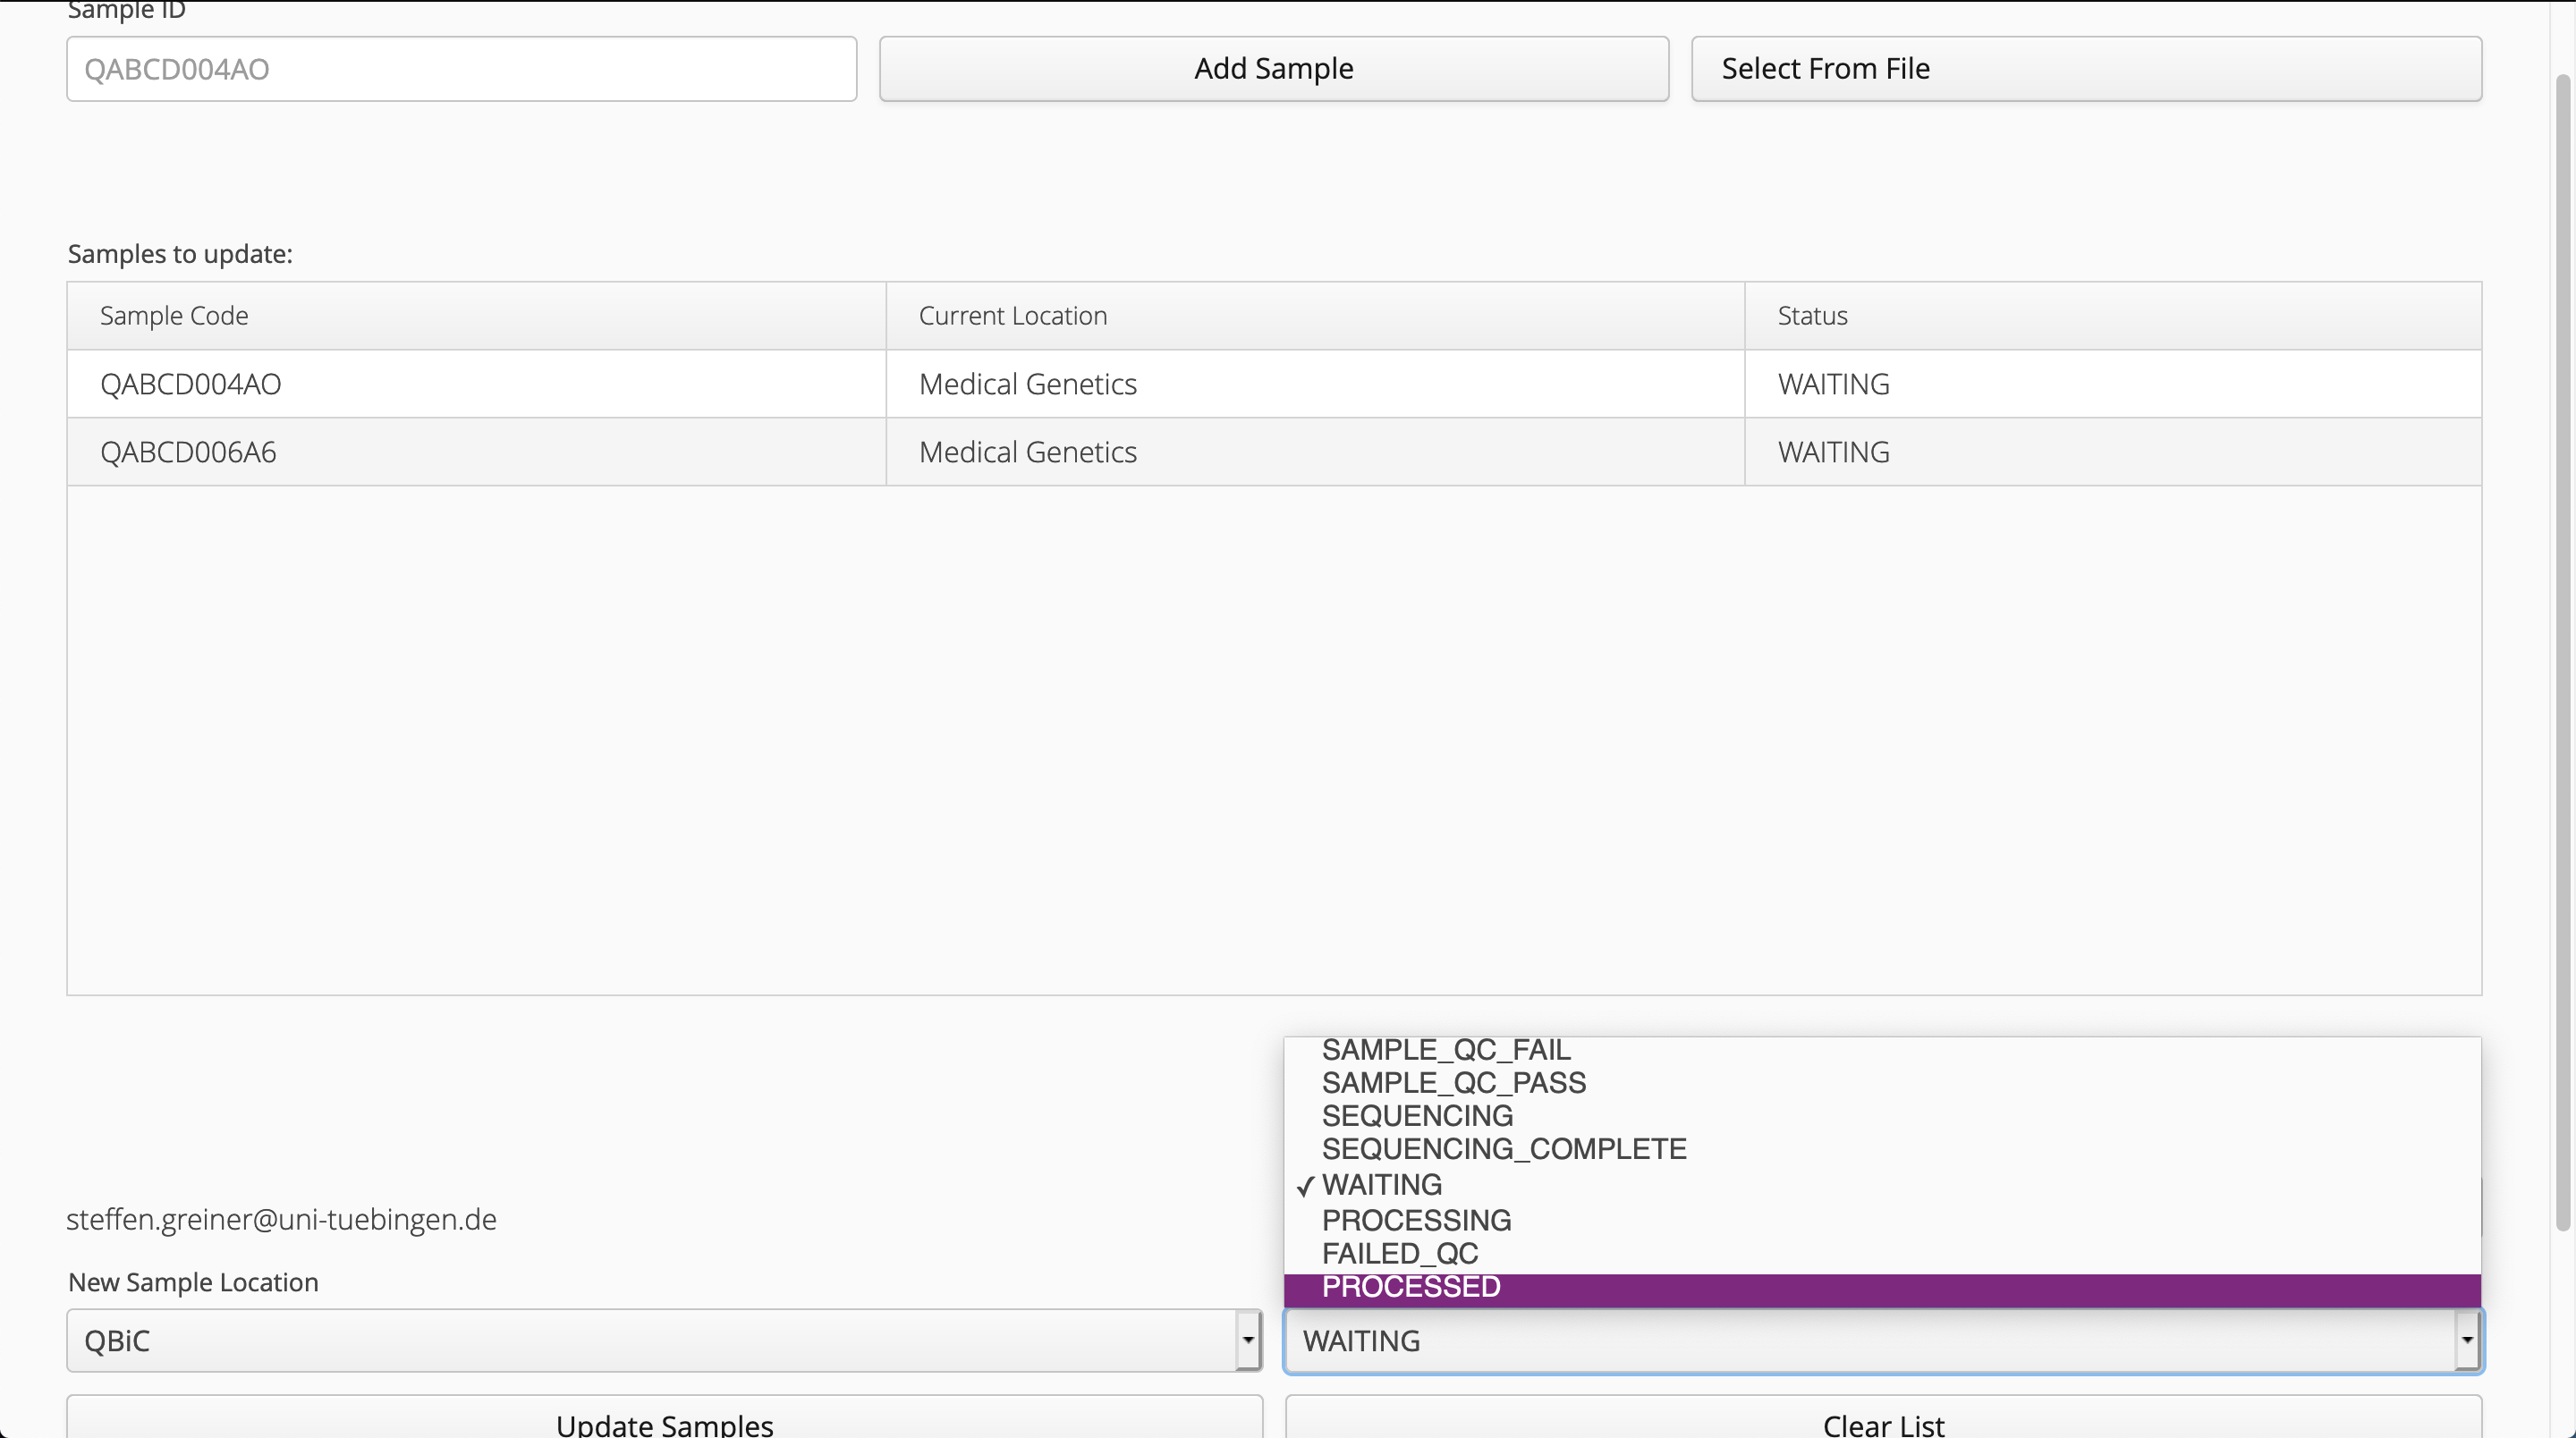 Sample ID
QABCD004AO
Add Sample
Select From File
Samples to update:
Sample Code
Current Location
Status
QABCD004AO
Medical Genetics
WAITING
QABCD006A6
Medical Genetics
WAITING
SAMPLE_QC_FAIL
SAMPLE_QC_PASS
SEQUENCING
SEQUENCING_COMPLETE
✓ WAITING
PROCESSING
FAILED_QC
PROCESSED
steffen.greiner@uni-tuebingen.de
New Sample Location
QBiC
WAITING
Update Samples
Clear List